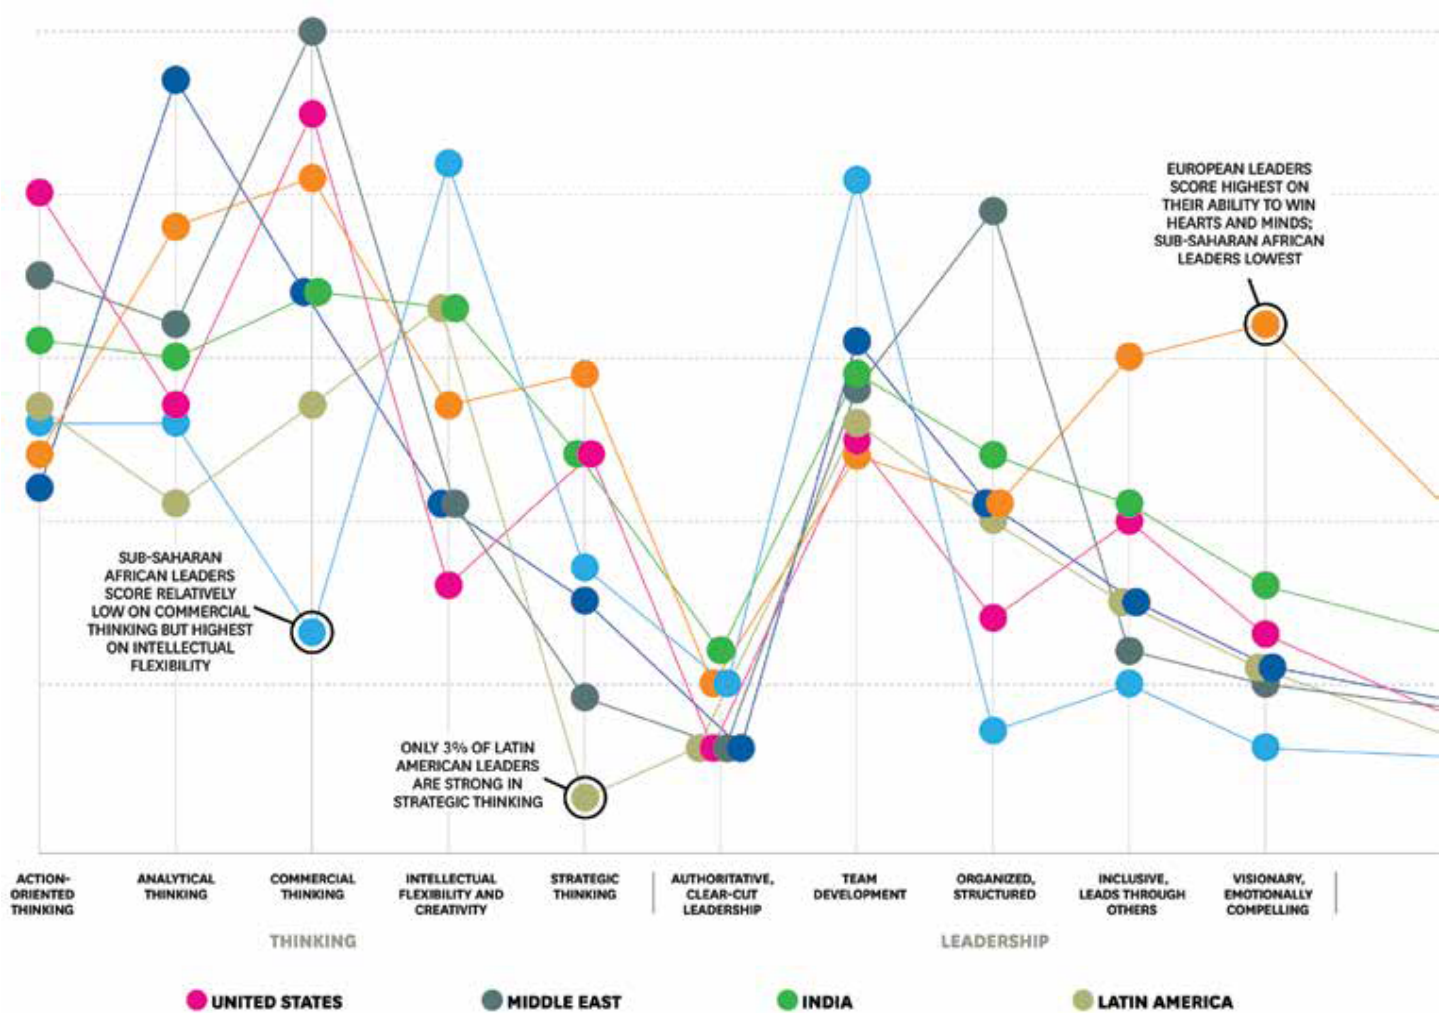 EUROPEAN LEADERS
SCORE HIGHEST ON
THEIR ABILITY TO WIN
HEARTS AND MINDS;
SUB-SAHARAN AFRICAN
LEADERS LOWEST
SUB-SAHARAN
AFRICAN LEADERS
SCORE RELATIVELY
LOW ON COMMERCIAL
THINKING BUT HIGHEST
ON INTELLECTUAL
FLEXIBILITY
ONLY 3% OF LATIN
AMERICAN LEADERS
ARE STRONG IN
STRATEGIC THINKING
ACTION-
ORIENTED
THINKING
ANALYTICAL
THINKING
COMMERCIAL
THINKING
INTELLECTUAL
FLEXIBILITY AND
CREATIVITY
STRATEGIC
THINKING
AUTHORITATIVE,
CLEAR-CUT
LEADERSHIP
TEAM
DEVELOPMENT
ORGANIZED,
STRUCTURED
INCLUSIVE,
LEADS THROUGH
OTHERS
VISIONARY,
EMOTIONALLY
COMPELLING
THINKING
LEADERSHIP
UNITED STATES
MIDDLE EAST
INDIA
LATIN AMERICA